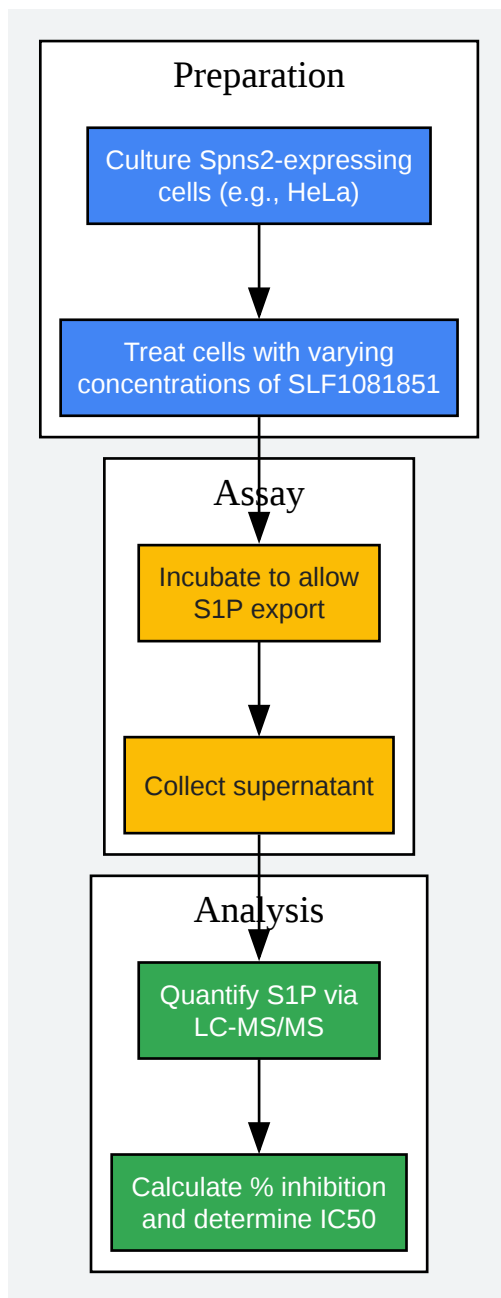 Preparation
Culture Spns2-expressing
cells (e.g., HeLa)
Treat cells with varying
concentrations of SLF1081851
Assay
Incubate to allow
S1P export
Collect supernatant
Analysis
Quantify S1P via
LC-MS/MS
Calculate % inhibition
and determine IC50